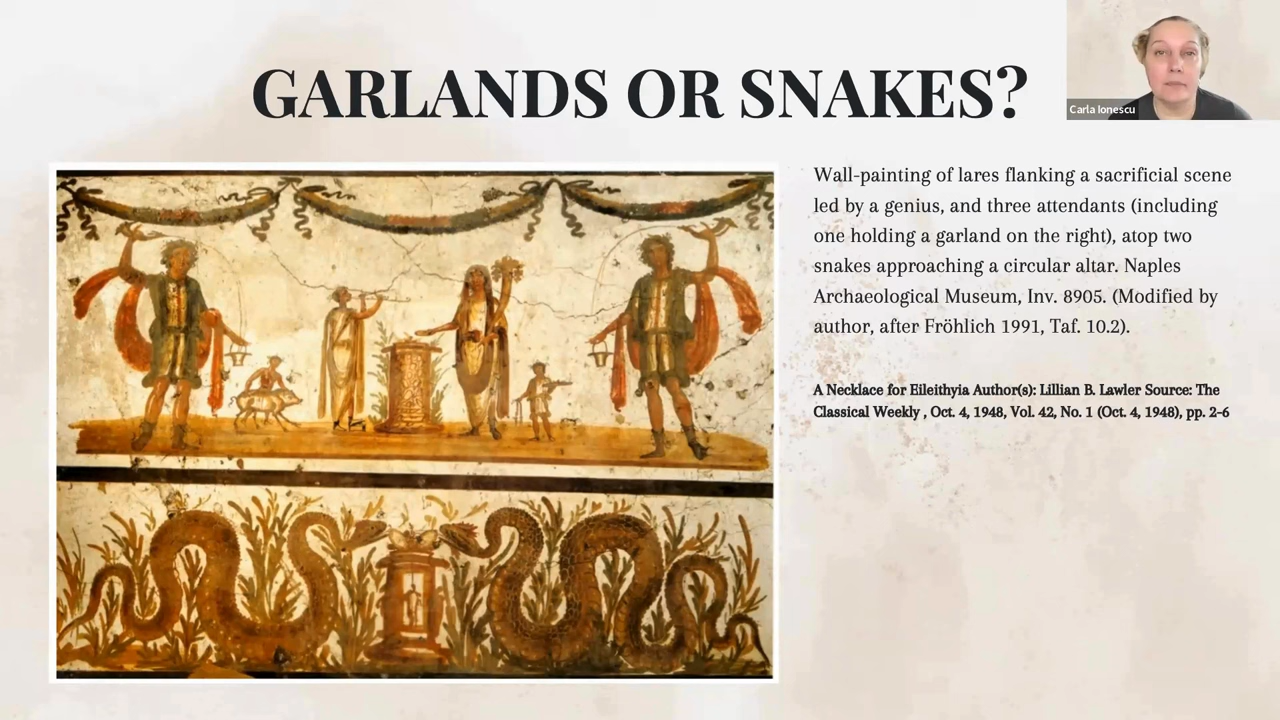 GARLANDS OR SNAKES?
Carla Ionescu
Wall-painting of lares flanking a sacrificial scene
led by a genius, and three attendants (including
one holding a garland on the right), atop two
snakes approaching a circular altar. Naples
Archaeological Museum, Inv. 8905. (Modified by
author, after Fröhlich 1991, Taf. 10.2).
A Necklace for Eileithyia Author(s): Lillian B. Lawler Source: The
Classical Weekly , Oct. 4, 1948, Vol. 42, No. 1 (Oct. 4, 1948), pp. 2-6